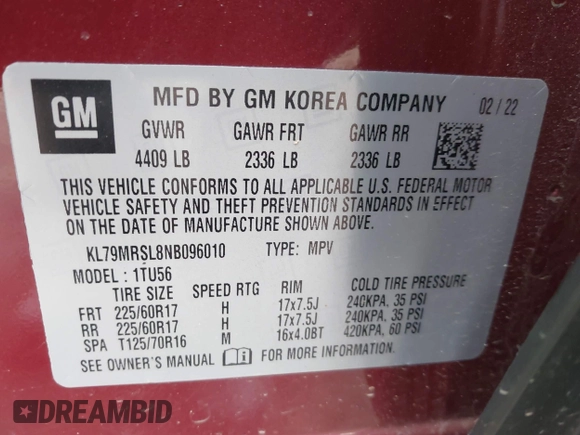 GM MFD BY GM KOREA COMPANY 02 / 22
GVWR GAWR FRT GAWR RR
4409 LB 2336 LB 2336 LB
THIS VEHICLE CONFORMS TO ALL APPLICABLE U.S. FEDERAL MOTOR
VEHICLE SAFETY AND THEFT PREVENTION STANDARDS IN EFFECT
ON THE DATE OF MANUFACTURE SHOWN ABOVE.
KL79MRSL8NB096010 TYPE: MPV
MODEL : 1TU56
TIRE SIZE SPEED RTG RIM COLD TIRE PRESSURE
FRT 225/60R17 H 17x7.5J 240KPA, 35 PSI
RR 225/60R17 H 17x7.5J 240KPA, 35 PSI
SPA T125/70R16 M 16x4.0BT 420KPA, 60 PSI
SEE OWNER'S MANUAL i FOR MORE INFORMATION.
DREAMBID